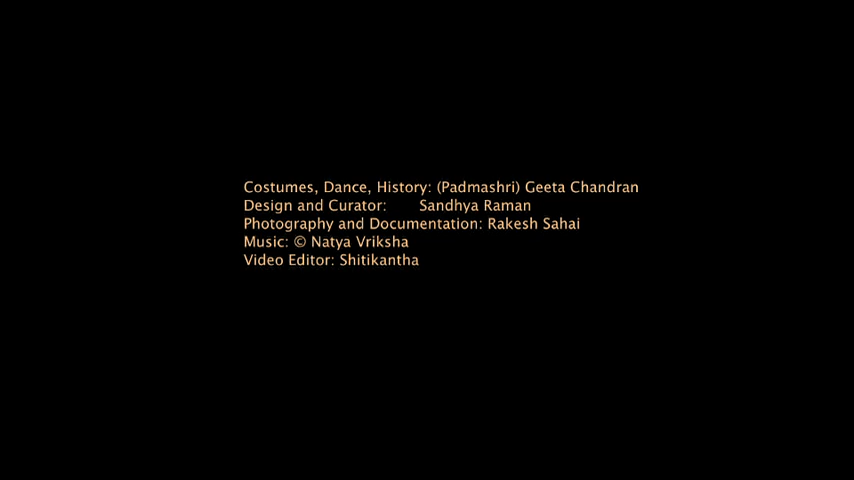 Costumes, Dance, History: (Padmashri) Geeta Chandran
Design and Curator: Sandhya Raman
Photography and Documentation: Rakesh Sahai
Music: © Natya Vriksha
Video Editor: Shitikantha